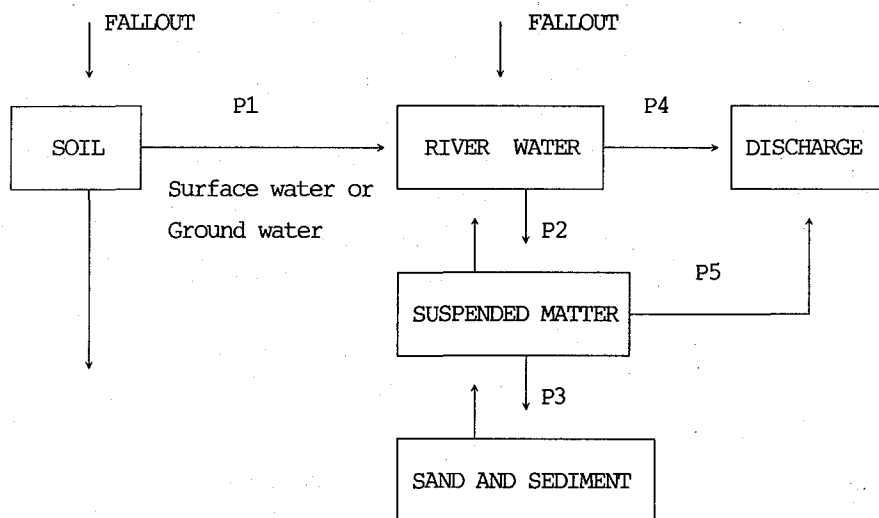 FALLOUT
FALLOUT
P1
P4
SOIL
RIVER WATER
DISCHARGE
Surface water or
Ground water
P2
P5
SUSPENDED MATTER
P3
SAND AND SEDIMENT